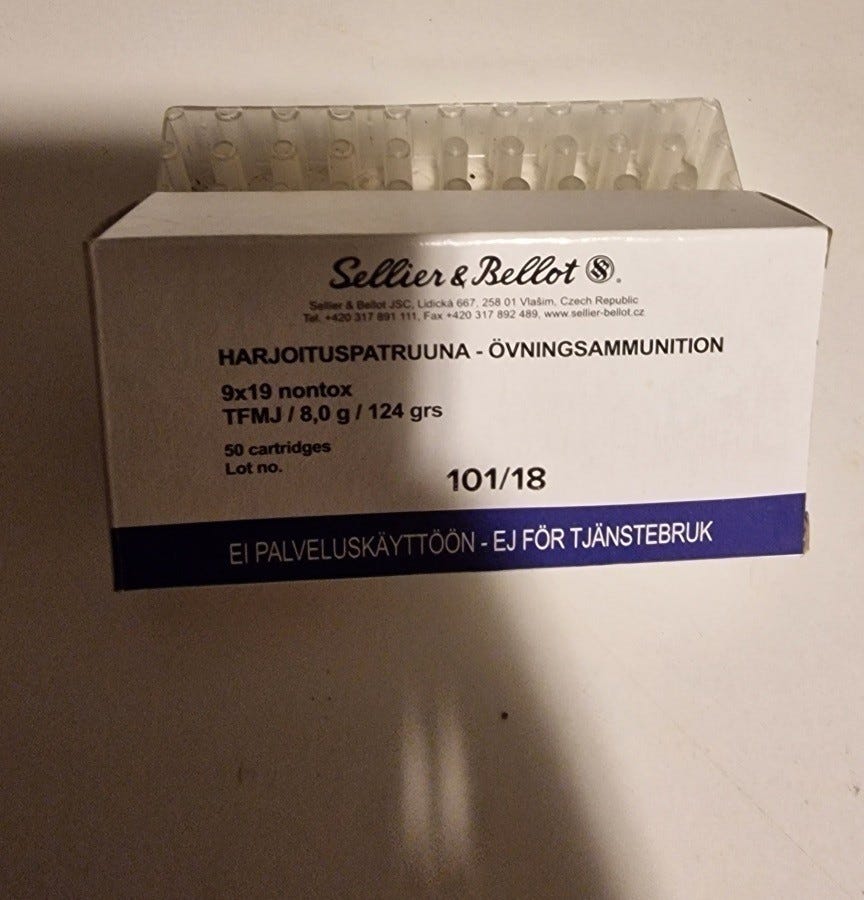 Sellier & Bellot
Sellier & Bellot JSC, Lidická 667, 258 01 Vlašim, Czech Republic
Tel. +420 317 891 111, Fax +420 317 892 489, www.sellier-bellot.cz
HARJOITUSPATRUUNA - ÖVNINGSAMMUNITION
9x19 nontox
TFMJ / 8,0 g / 124 grs
50 cartridges
Lot no.
101/18
EI PALVELUSKÄYTTÖÖN - EJ FÖR TJÄNSTEBRUK